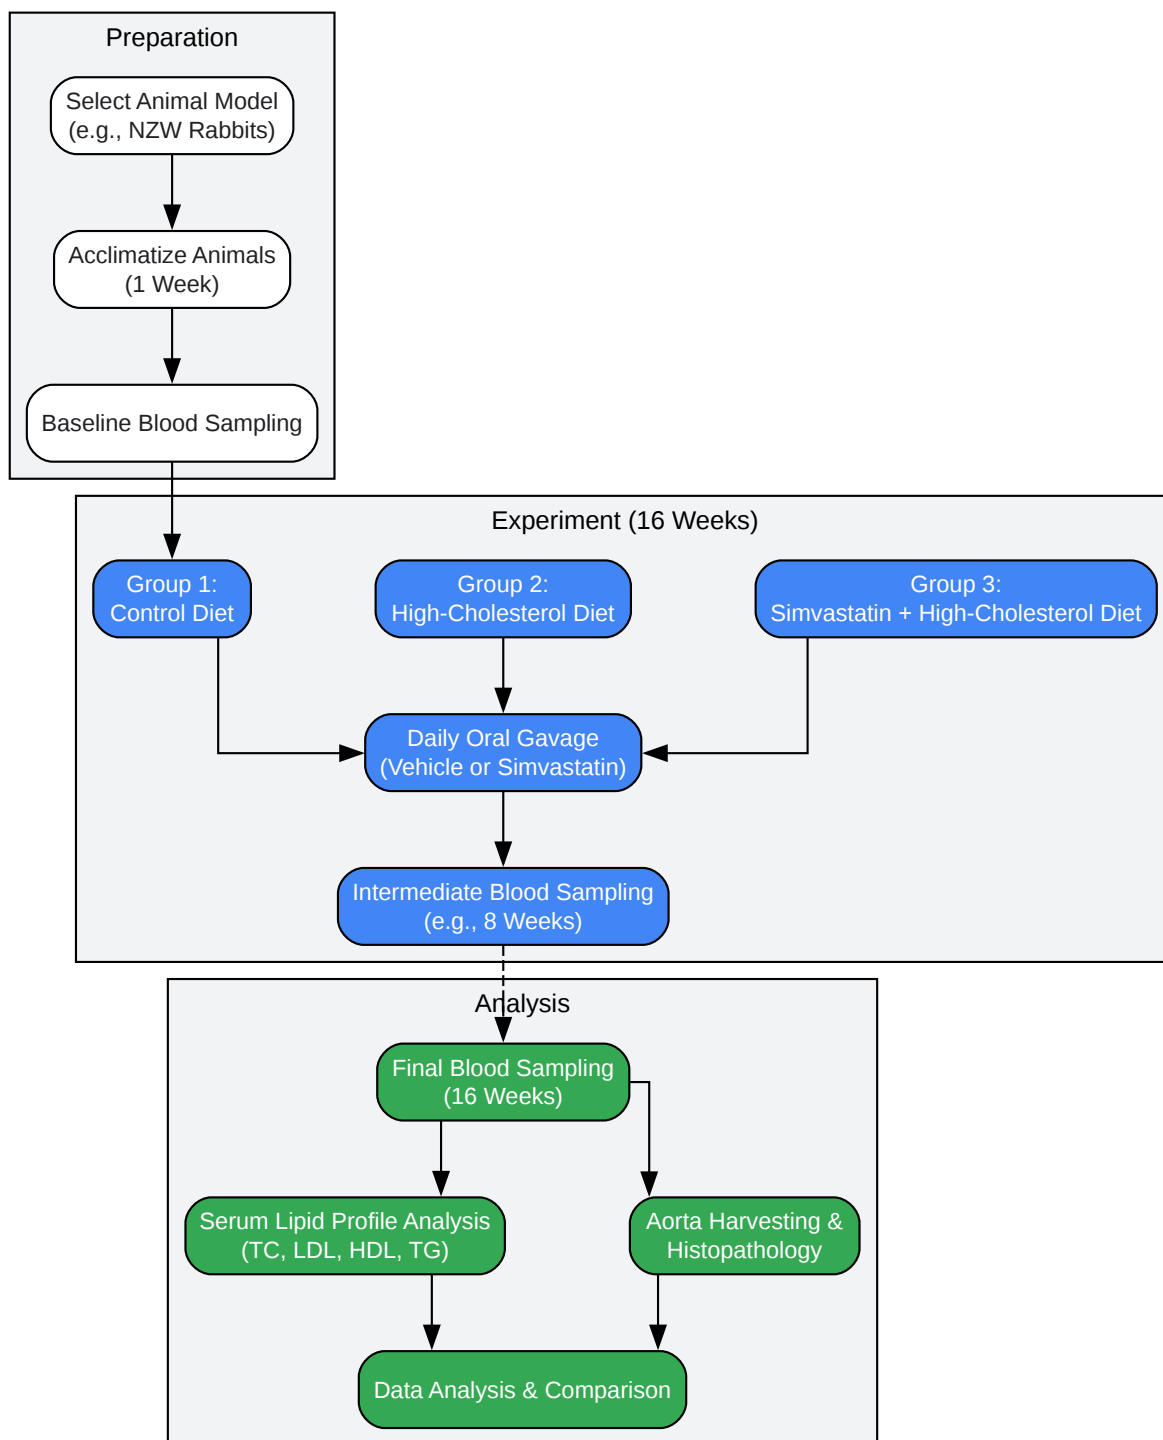 Preparation
Select Animal Model
(e.g., NZW Rabbits)
Acclimatize Animals
(1 Week)
Baseline Blood Sampling
Experiment (16 Weeks)
Group 1:
Control Diet
Group 2:
High-Cholesterol Diet
Group 3:
Simvastatin + High-Cholesterol Diet
Daily Oral Gavage
(Vehicle or Simvastatin)
Intermediate Blood Sampling
(e.g., 8 Weeks)
Analysis
Final Blood Sampling
(16 Weeks)
Serum Lipid Profile Analysis
(TC, LDL, HDL, TG)
Aorta Harvesting &
Histopathology
Data Analysis & Comparison